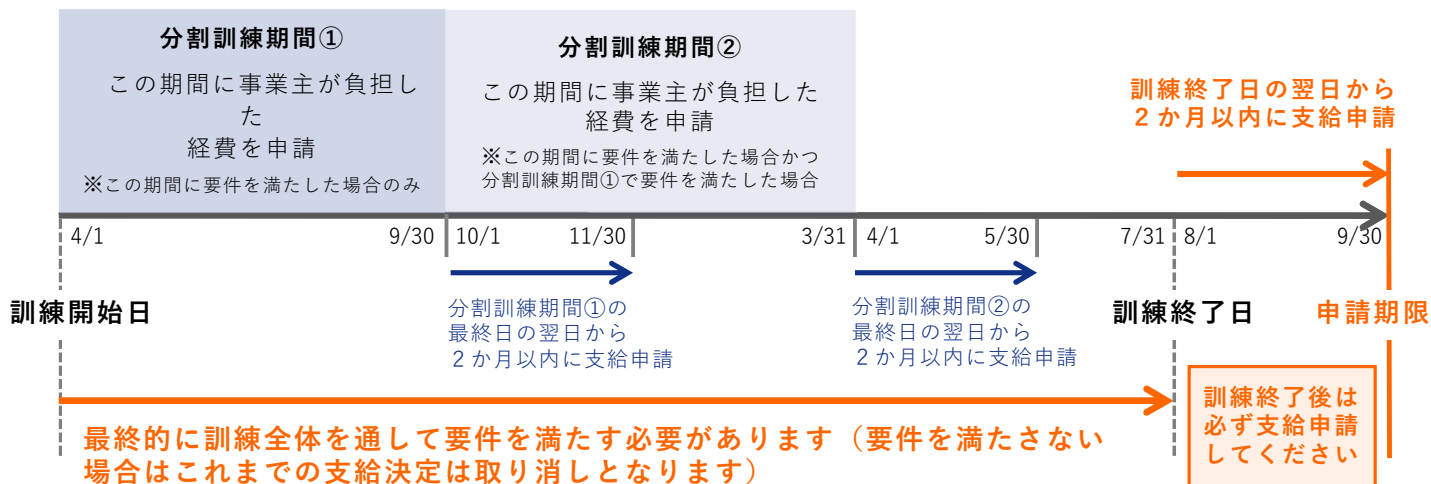 分割訓練期間①
この期間に事業主が負担し
た
経費を申請
※この期間に要件を満たした場合のみ
分割訓練期間②
この期間に事業主が負担した
経費を申請
※この期間に要件を満たした場合かつ
分割訓練期間①で要件を満たした場合
訓練終了日の翌日から
２か月以内に支給申請
4/1
9/30
10/1
11/30
3/31
4/1
5/30
7/31
8/1
9/30
訓練開始日
分割訓練期間①の
最終日の翌日から
２か月以内に支給申請
分割訓練期間②の
最終日の翌日から
２か月以内に支給申請
訓練終了日
申請期限
最終的に訓練全体を通して要件を満たす必要があります（要件を満たさない
場合はこれまでの支給決定は取り消しとなります）
訓練終了後は
必ず支給申請
してください